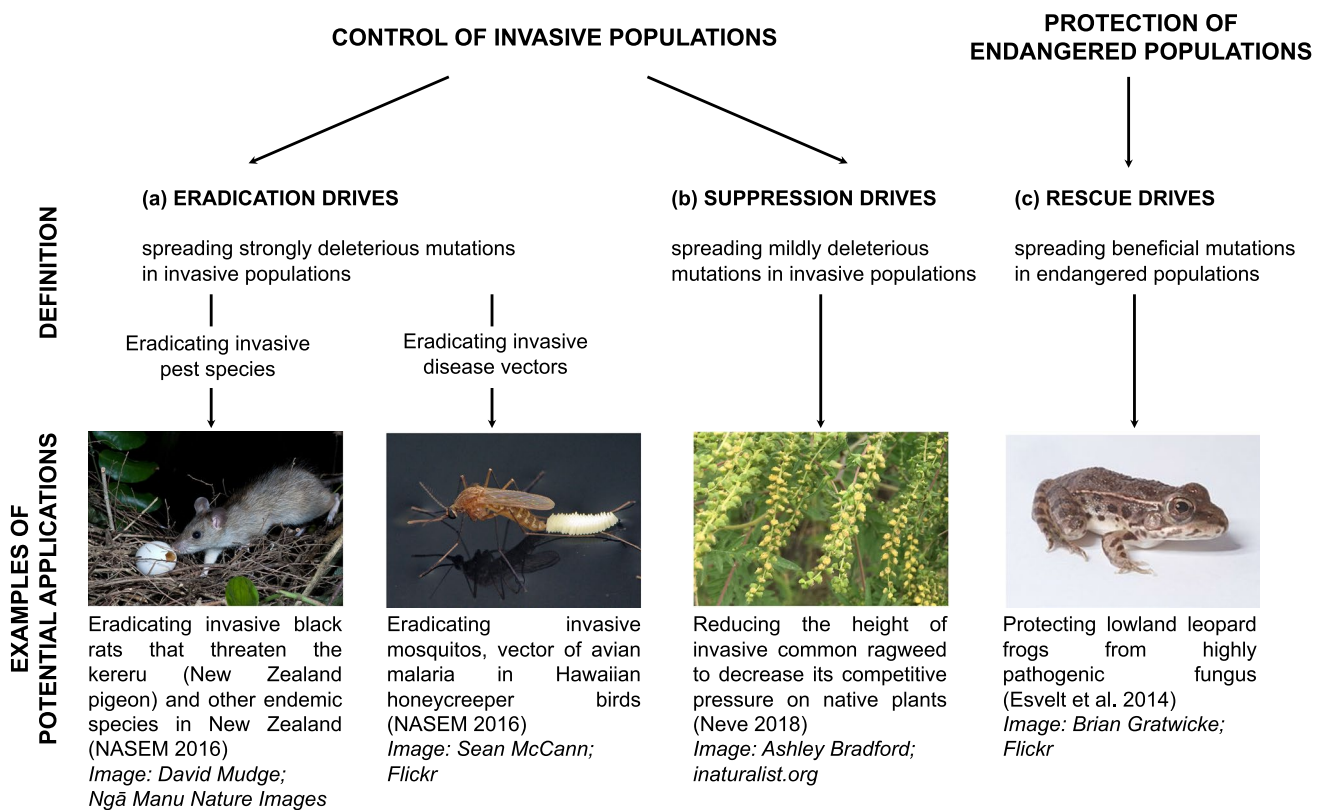 CONTROL OF INVASIVE POPULATIONS
PROTECTION OF
ENDANGERED POPULATIONS
DEFINITION
(a) ERADICATION DRIVES
spreading strongly deleterious mutations
in invasive populations
Eradicating invasive
pest species
Eradicating invasive
disease vectors
(b) SUPPRESSION DRIVES
spreading mildly deleterious
mutations in invasive populations
(c) RESCUE DRIVES
spreading beneficial mutations
in endangered populations
EXAMPLES OF
POTENTIAL APPLICATIONS
Eradicating invasive black
rats that threaten the
kereru (New Zealand
pigeon) and other endemic
species in New Zealand
(NASEM 2016)
Image: David Mudge;
Ngā Manu Nature Images
Eradicating invasive
mosquitos, vector of avian
malaria in Hawaiian
honeycreeper birds
(NASEM 2016)
Image: Sean McCann;
Flickr
Reducing the height of
invasive common ragweed
to decrease its competitive
pressure on native plants
(Neve 2018)
Image: Ashley Bradford;
inaturalist.org
Protecting lowland leopard
frogs from highly
pathogenic fungus
(Esvelt et al. 2014)
Image: Brian Gratwicke;
Flickr